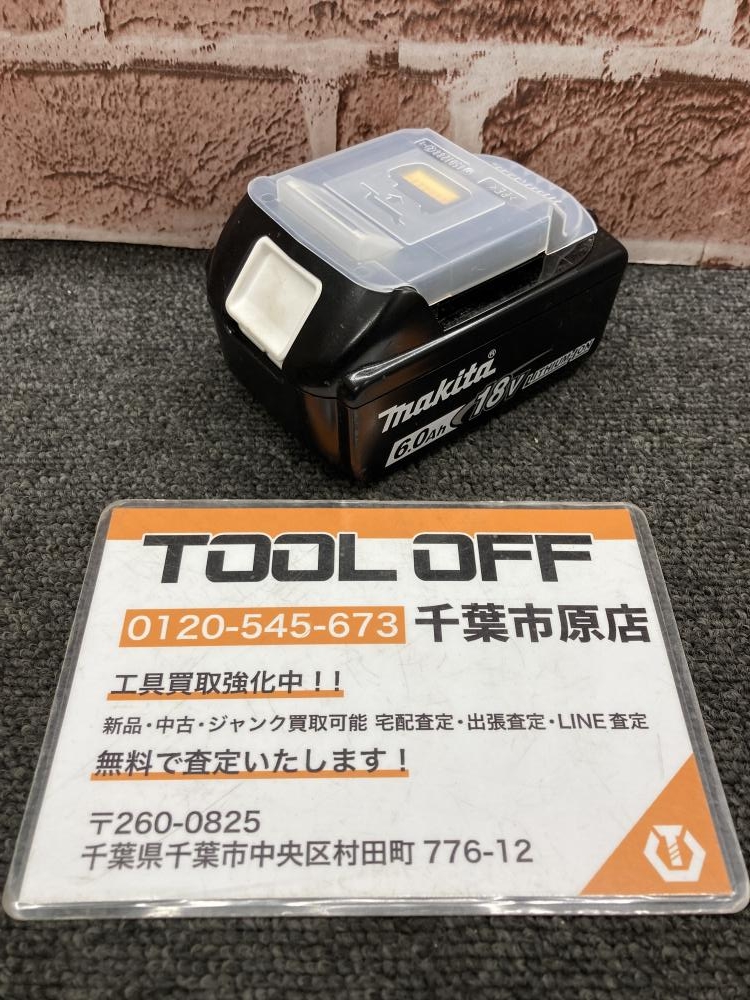 makita®
6.0Ah 18V LITHIUM-ION
TOOL OFF
0120-545-673 千葉市原店
工具買取強化中!!
新品・中古・ジャンク買取可能 宅配査定・出張査定・LINE査定
無料で査定いたします!
〒260-0825
千葉県千葉市中央区村田町 776-12